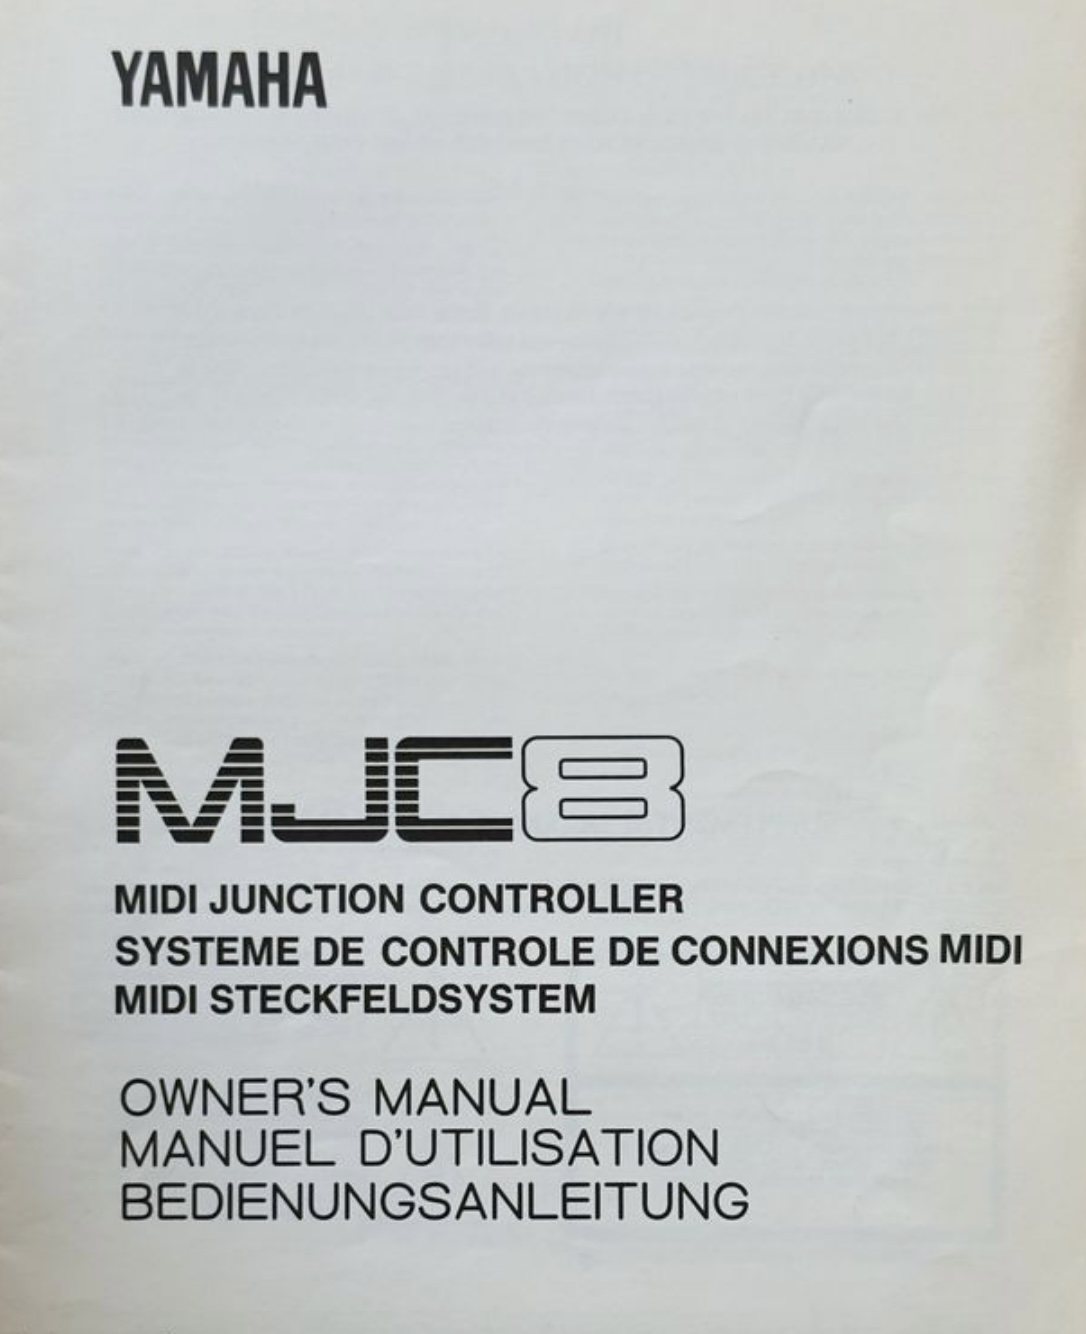 YAMAHA
MJC8
MIDI JUNCTION CONTROLLER
SYSTEME DE CONTROLE DE CONNEXIONS MIDI
MIDI STECKFELDSYSTEM
OWNER'S MANUAL
MANUEL D'UTILISATION
BEDIENUNGSANLEITUNG